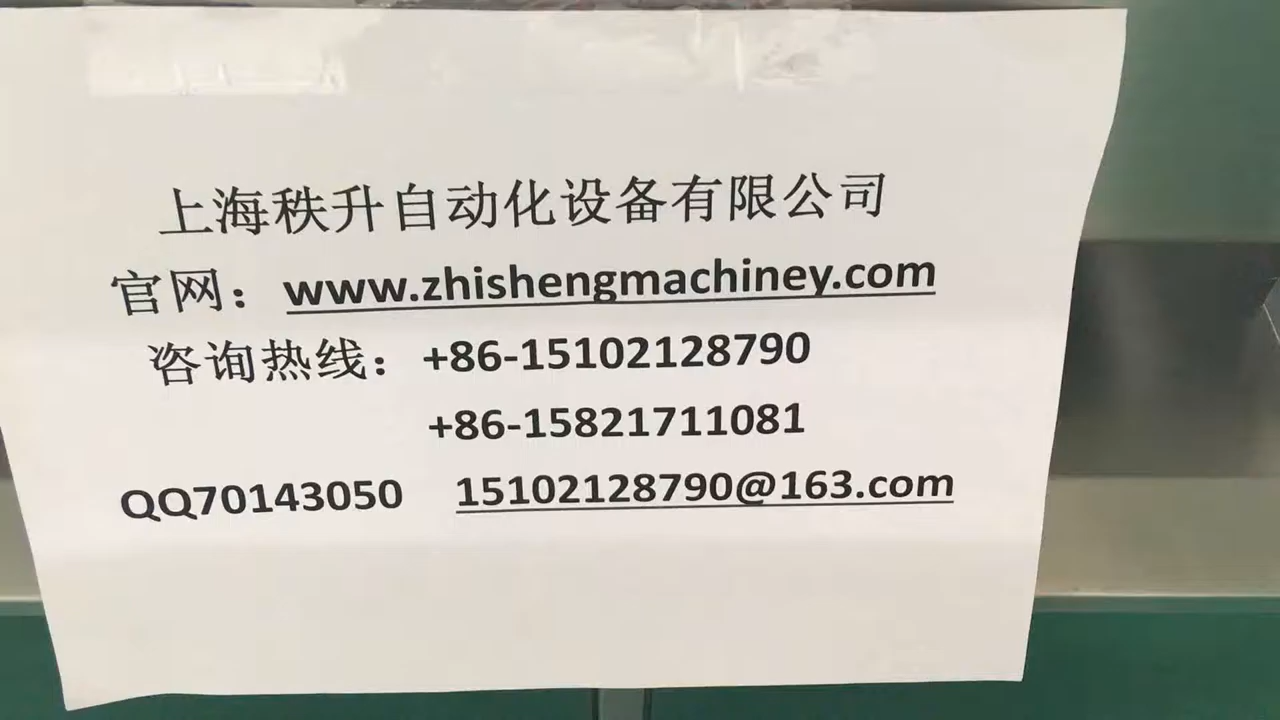 上海秩升自动化设备有限公司
官网：www.zhishengmachiney.com
咨询热线：+86-15102128790
+86-15821711081
QQ70143050 15102128790@163.com